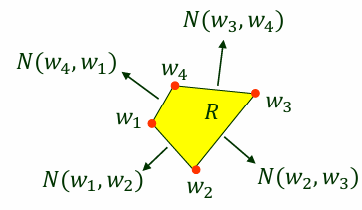 N(w₃, w₄)
N(w₄, w₁)
w₄
w₃
R
w₁
N(w₁, w₂)
w₂
N(w₂, w₃)